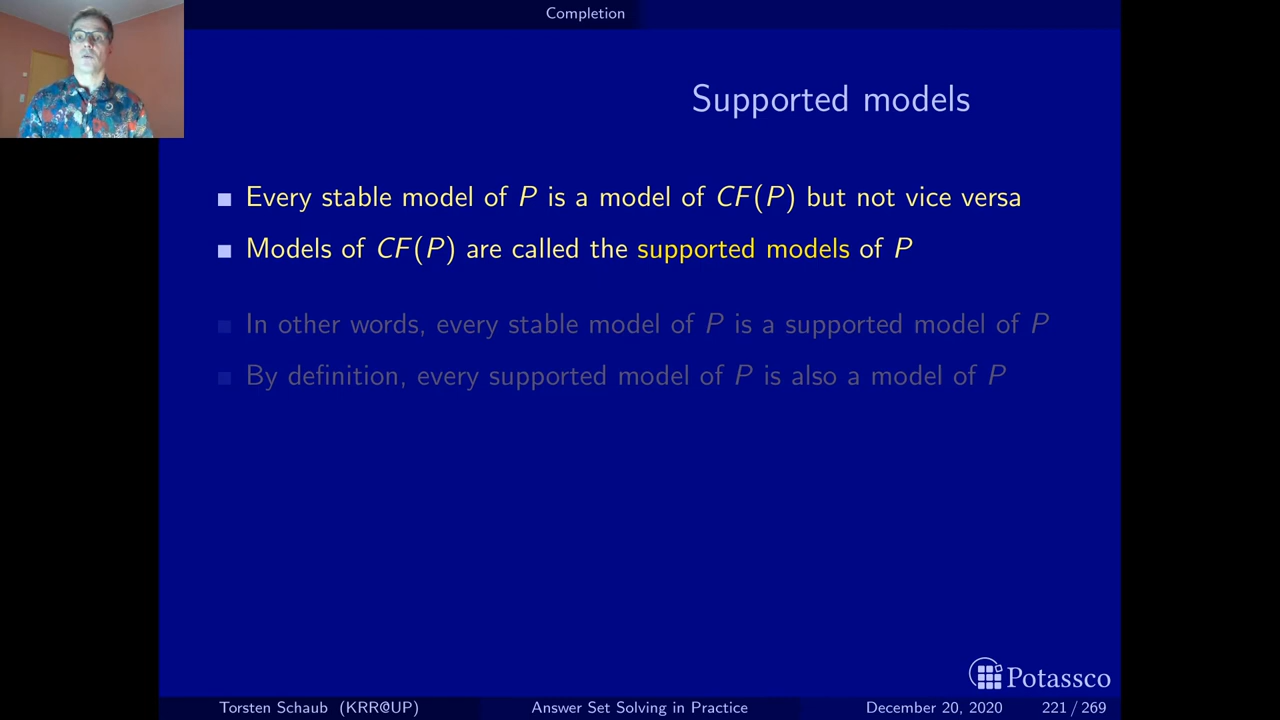 Completion
Supported models
Every stable model of P is a model of CF(P) but not vice versa
Models of CF(P) are called the supported models of P
In other words, every stable model of P is a supported model of P
By definition, every supported model of P is also a model of P
Potassco
Torsten Schaub (KRR@UP) Answer Set Solving in Practice December 20, 2020 221 / 269